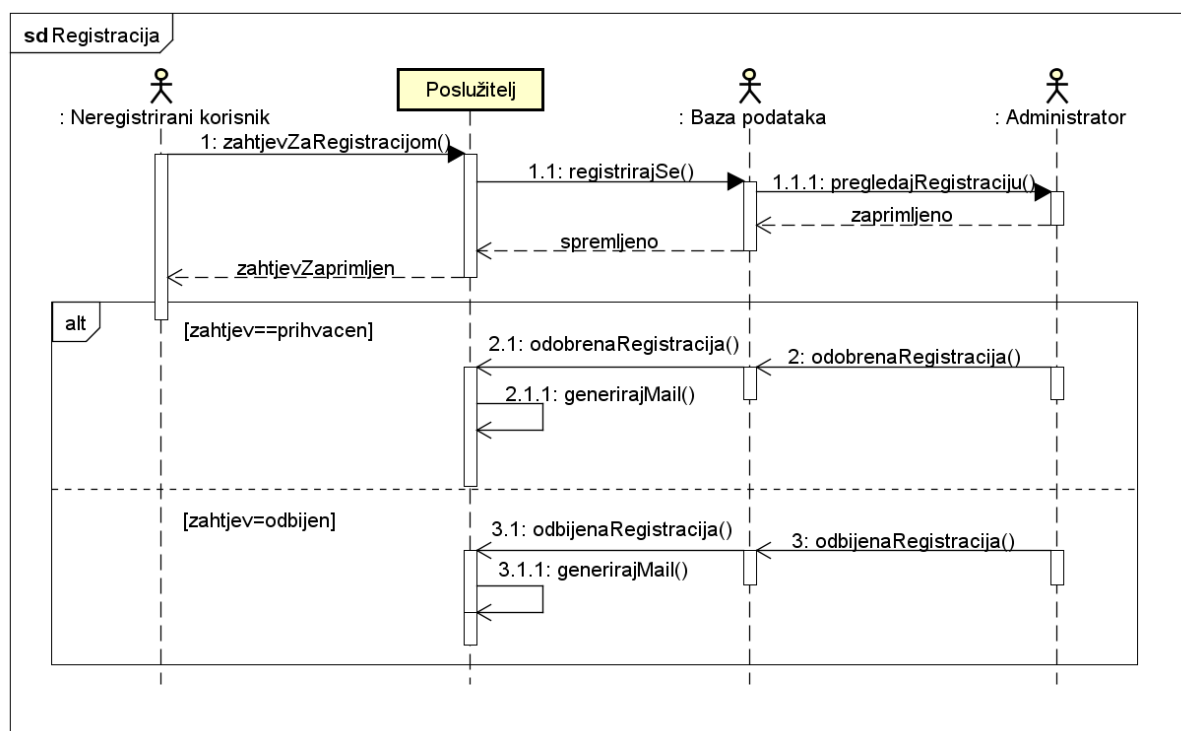 sd Registracija
: Neregistrirani korisnik
Poslužitelj
: Baza podataka
: Administrator
1: zahtjevZaRegistracijom()
1.1: registrirajSe()
1.1.1: pregledajRegistraciju()
zaprimljeno
spremljeno
zahtjevZaprimljen
alt
[zahtjev==prihvacen]
2.1: odobrenaRegistracija()
2: odobrenaRegistracija()
2.1.1: generirajMail()
[zahtjev=odbijen]
3.1: odbijenaRegistracija()
3: odbijenaRegistracija()
3.1.1: generirajMail()